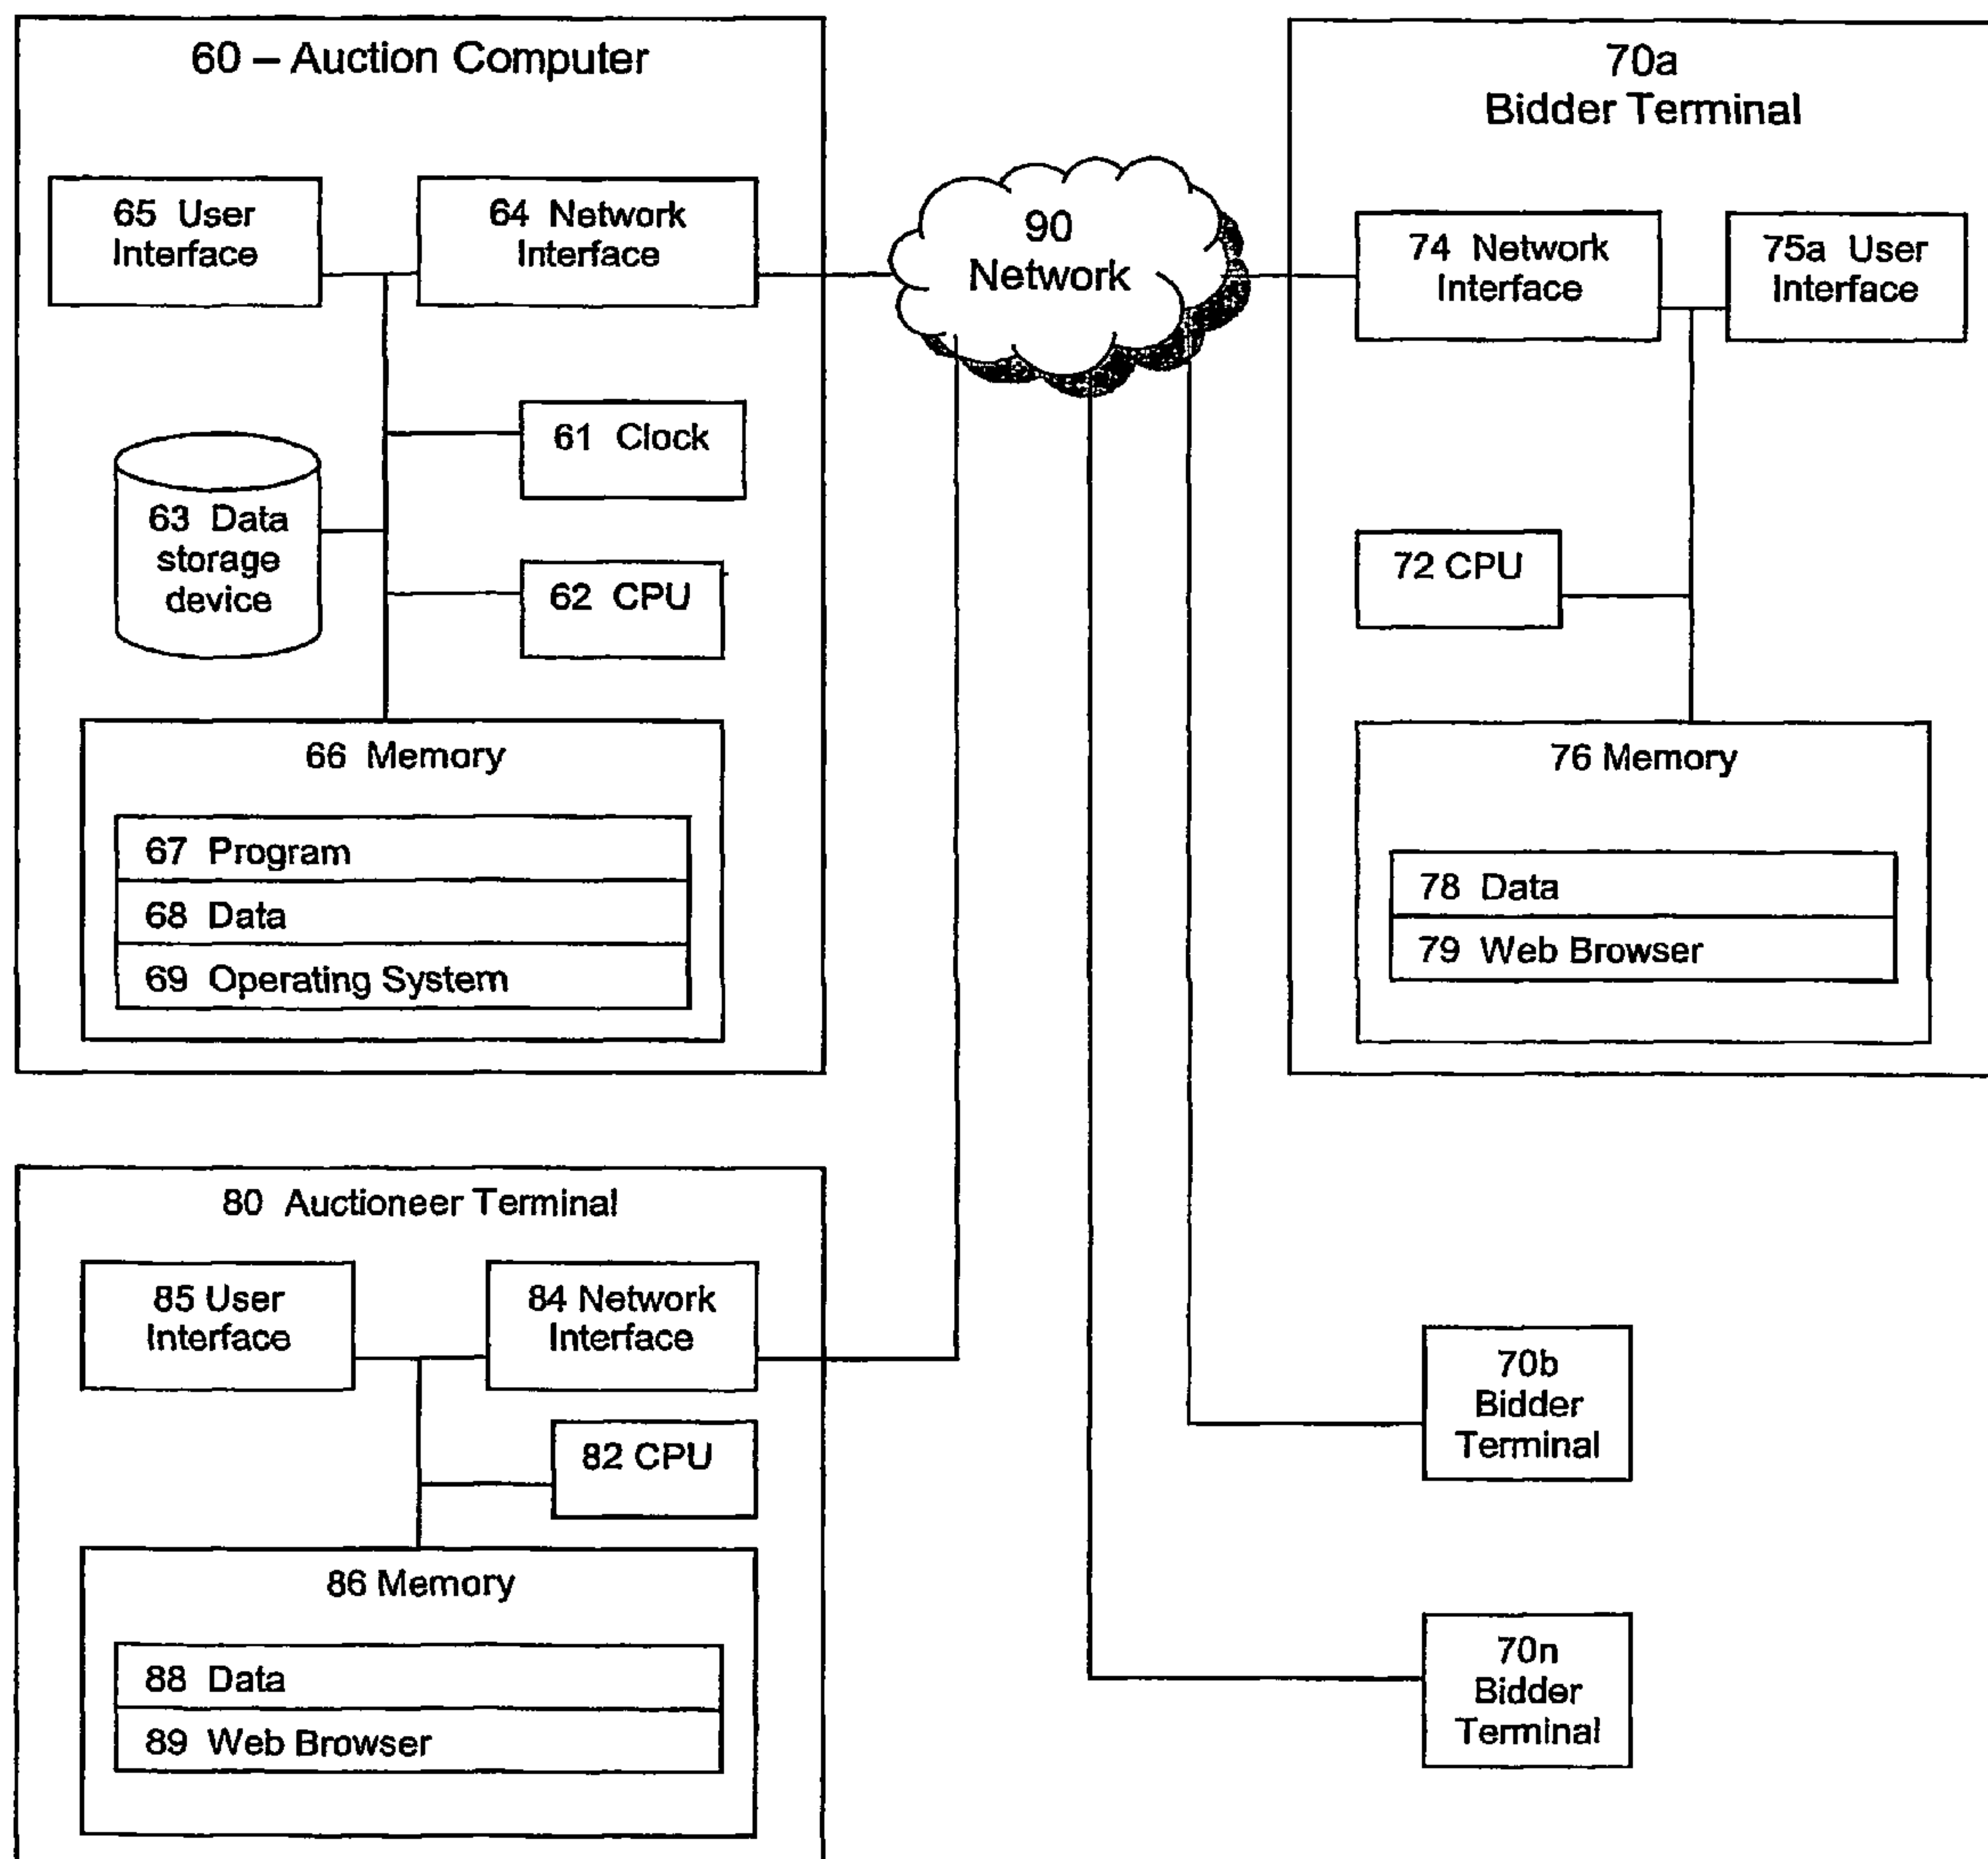 60 – Auction Computer
65 User
Interface
64 Network
Interface
61 Clock
63 Data
storage
device
62 CPU
66 Memory
67 Program
68 Data
69 Operating System
90
Network
70a
Bidder Terminal
74 Network
Interface
75a User
Interface
72 CPU
76 Memory
78 Data
79 Web Browser
80 Auctioneer Terminal
85 User
Interface
84 Network
Interface
82 CPU
86 Memory
88 Data
89 Web Browser
70b
Bidder
Terminal
70n
Bidder
Terminal